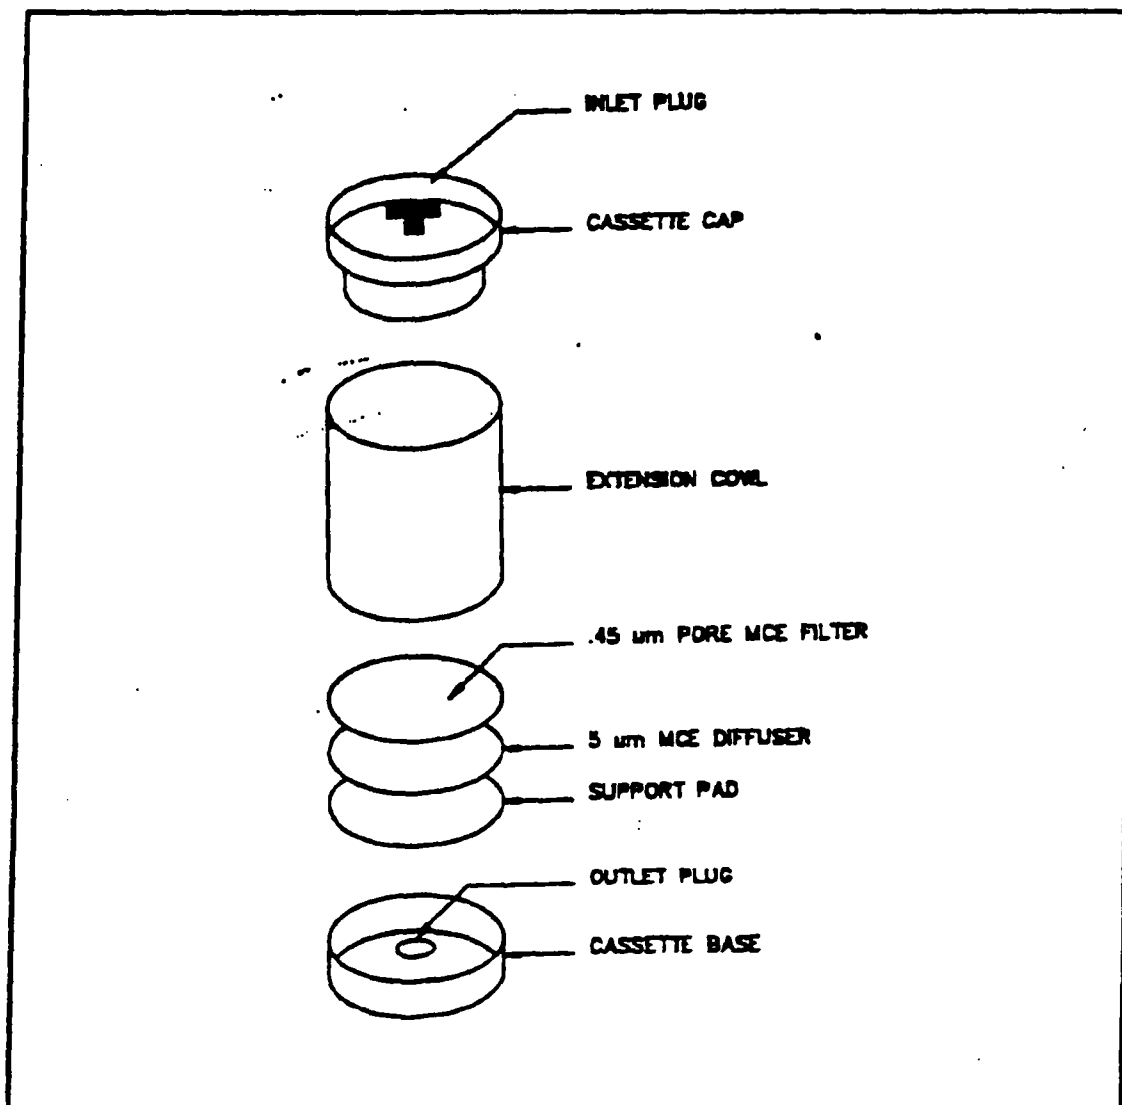 INLET PLUG
CASSETTE CAP
EXTENSION COWL
.45 um PORE MCE FILTER
5 um MCE DIFFUSER
SUPPORT PAD
OUTLET PLUG
CASSETTE BASE